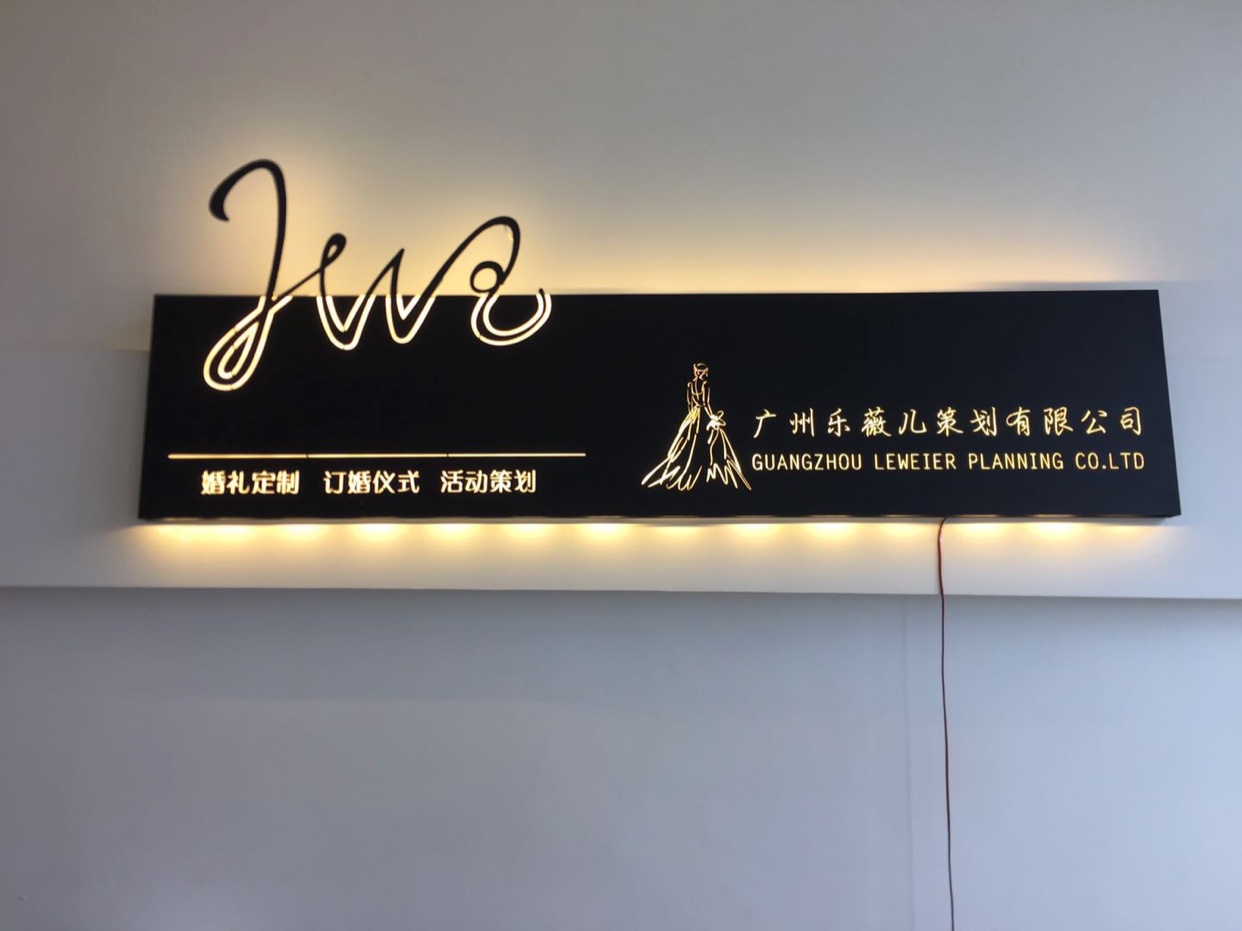 婚礼定制 订婚仪式 活动策划
广州乐薇儿策划有限公司
GUANGZHOU LEWEIER PLANNING CO.LTD